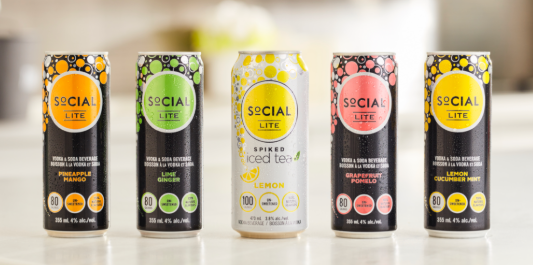 SOCIAL
LITE
VODKA & SODA BEVERAGE
BOISSON À LA VODKA ET SODA
PINEAPPLE
MANGO
80
355 mL 4% alc./vol.
SOCIAL
LITE
VODKA & SODA BEVERAGE
BOISSON À LA VODKA ET SODA
LIME
GINGER
80
355 mL 4% alc./vol.
SOCIAL
LITE
SPIKED
iced tea
LEMON
100
SOCIAL
LITE
VODKA & SODA BEVERAGE
BOISSON À LA VODKA ET SODA
GRAPEFRUIT
POMELO
80
355 mL 4% alc./vol.
SOCIAL
LITE
VODKA & SODA BEVERAGE
BOISSON À LA VODKA ET SODA
LEMON
CUCUMBER MINT
80
355 mL 4% alc./vol.